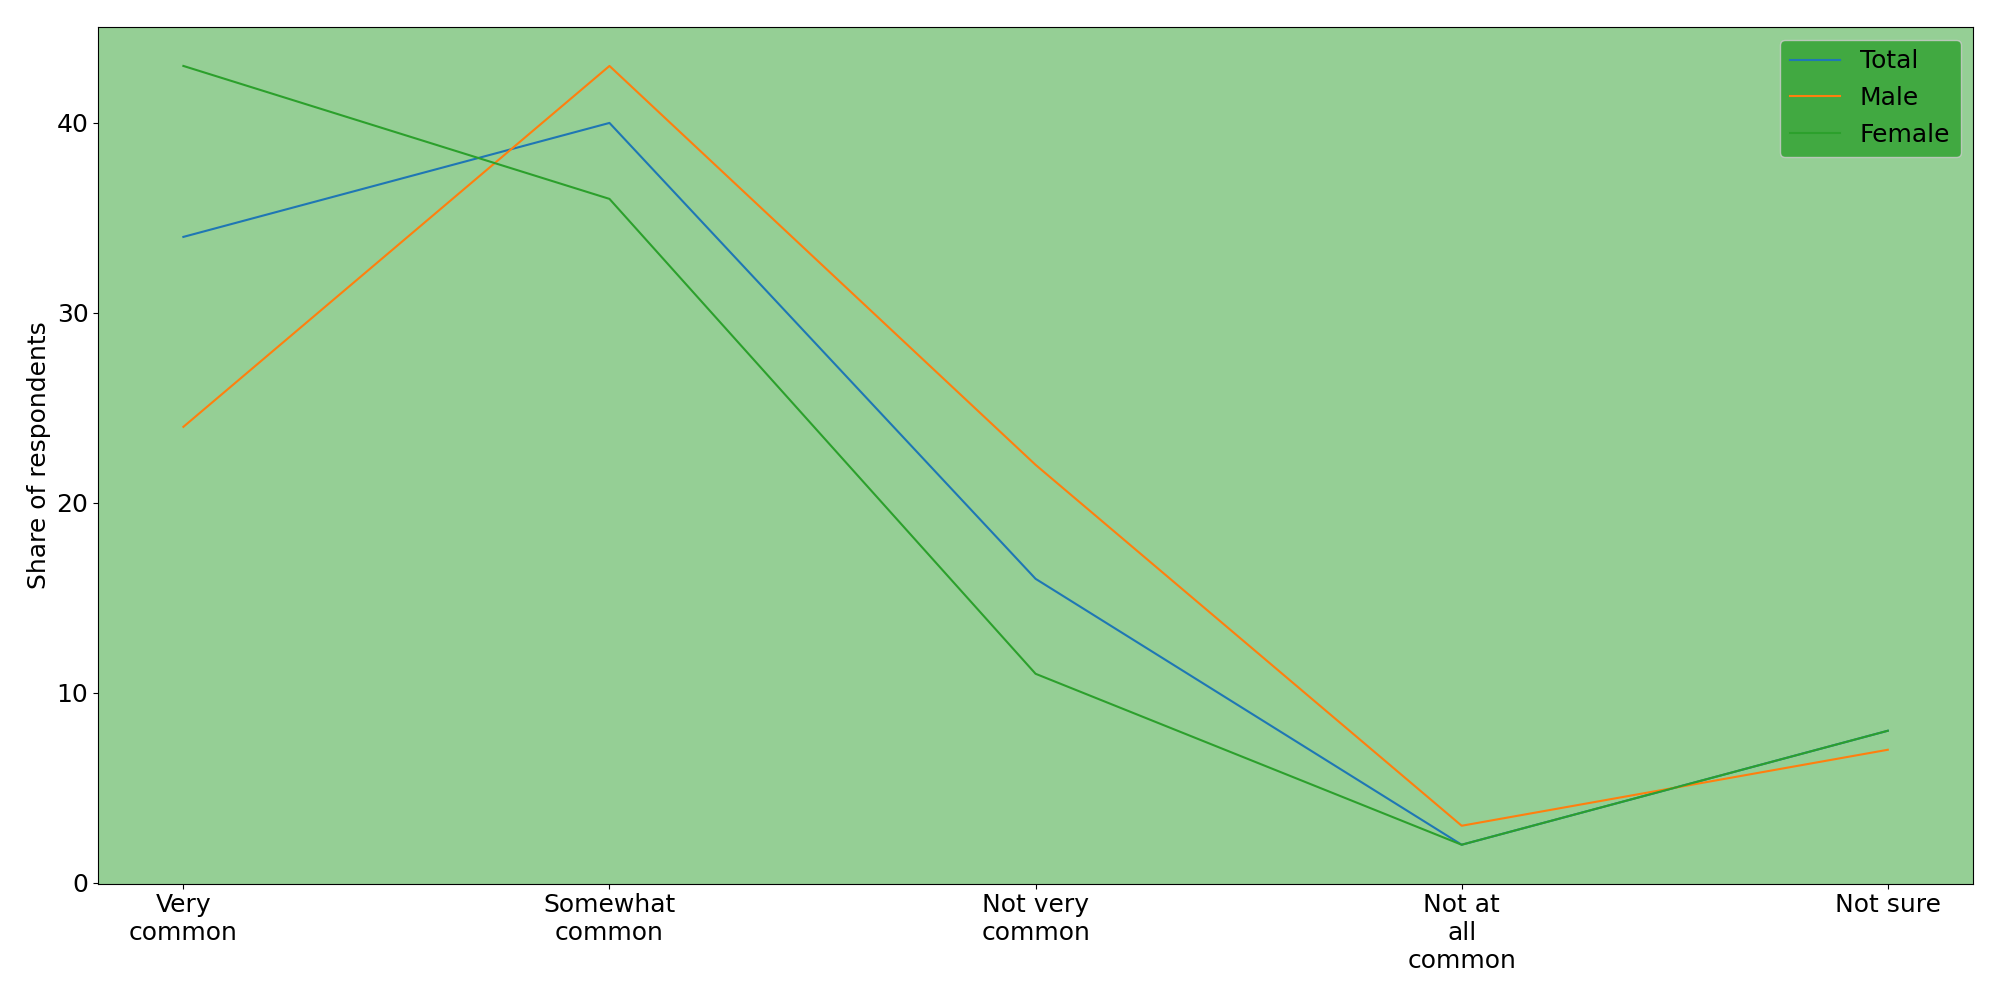 Total
Male
Female
40
30
20
10
0
Share of respondents
Very
common
Somewhat
common
Not very
common
Not at
all
common
Not sure